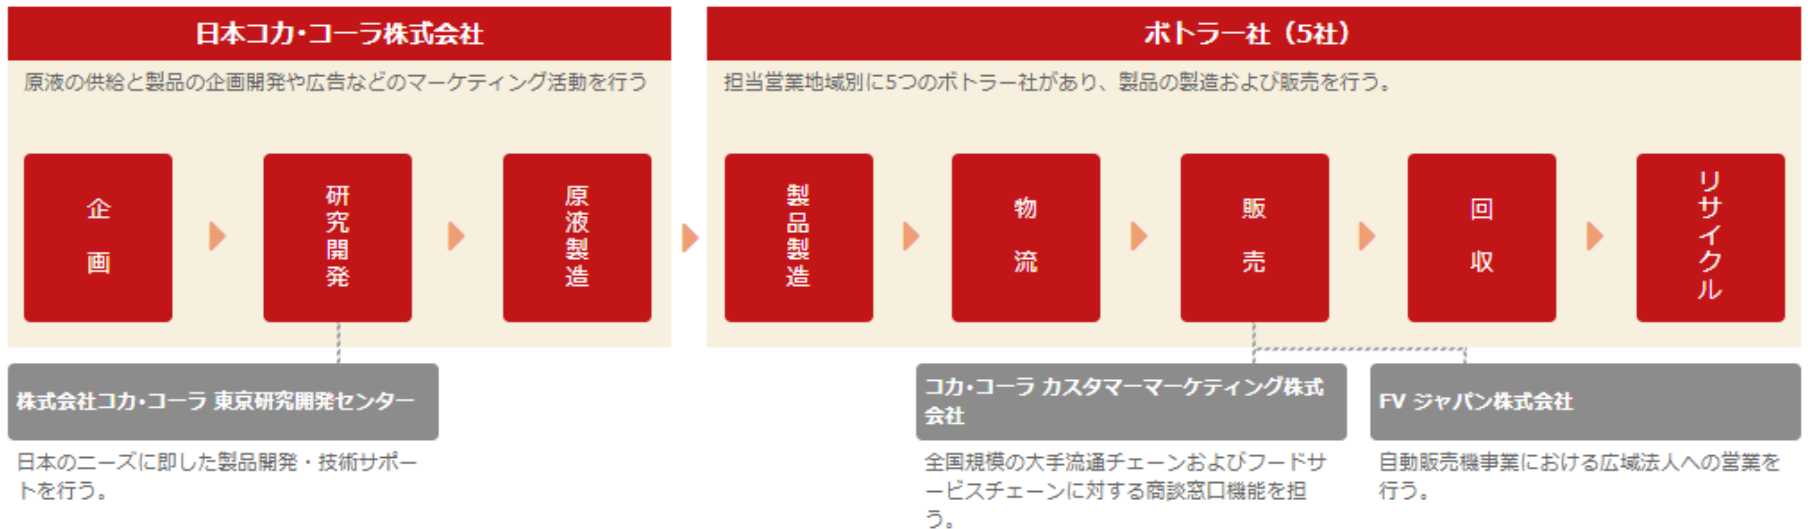 日本コカ・コーラ株式会社
原液の供給と製品の企画開発や広告などのマーケティング活動を行う
企画
研究開発
原液製造
ボトラー社（5社）
担当営業地域別に5つのボトラー社があり、製品の製造および販売を行う。
製品製造
物流
販売
回収
リサイクル
株式会社コカ・コーラ 東京研究開発センター
日本のニーズに即した製品開発・技術サポー
トを行う。
コカ・コーラ カスタマーマーケティング株式
会社
全国規模の大手流通チェーンおよびフードサ
ービスチェーンに対する商談窓口機能を担
う。
FV ジャパン株式会社
自動販売機事業における広域法人への営業を
行う。